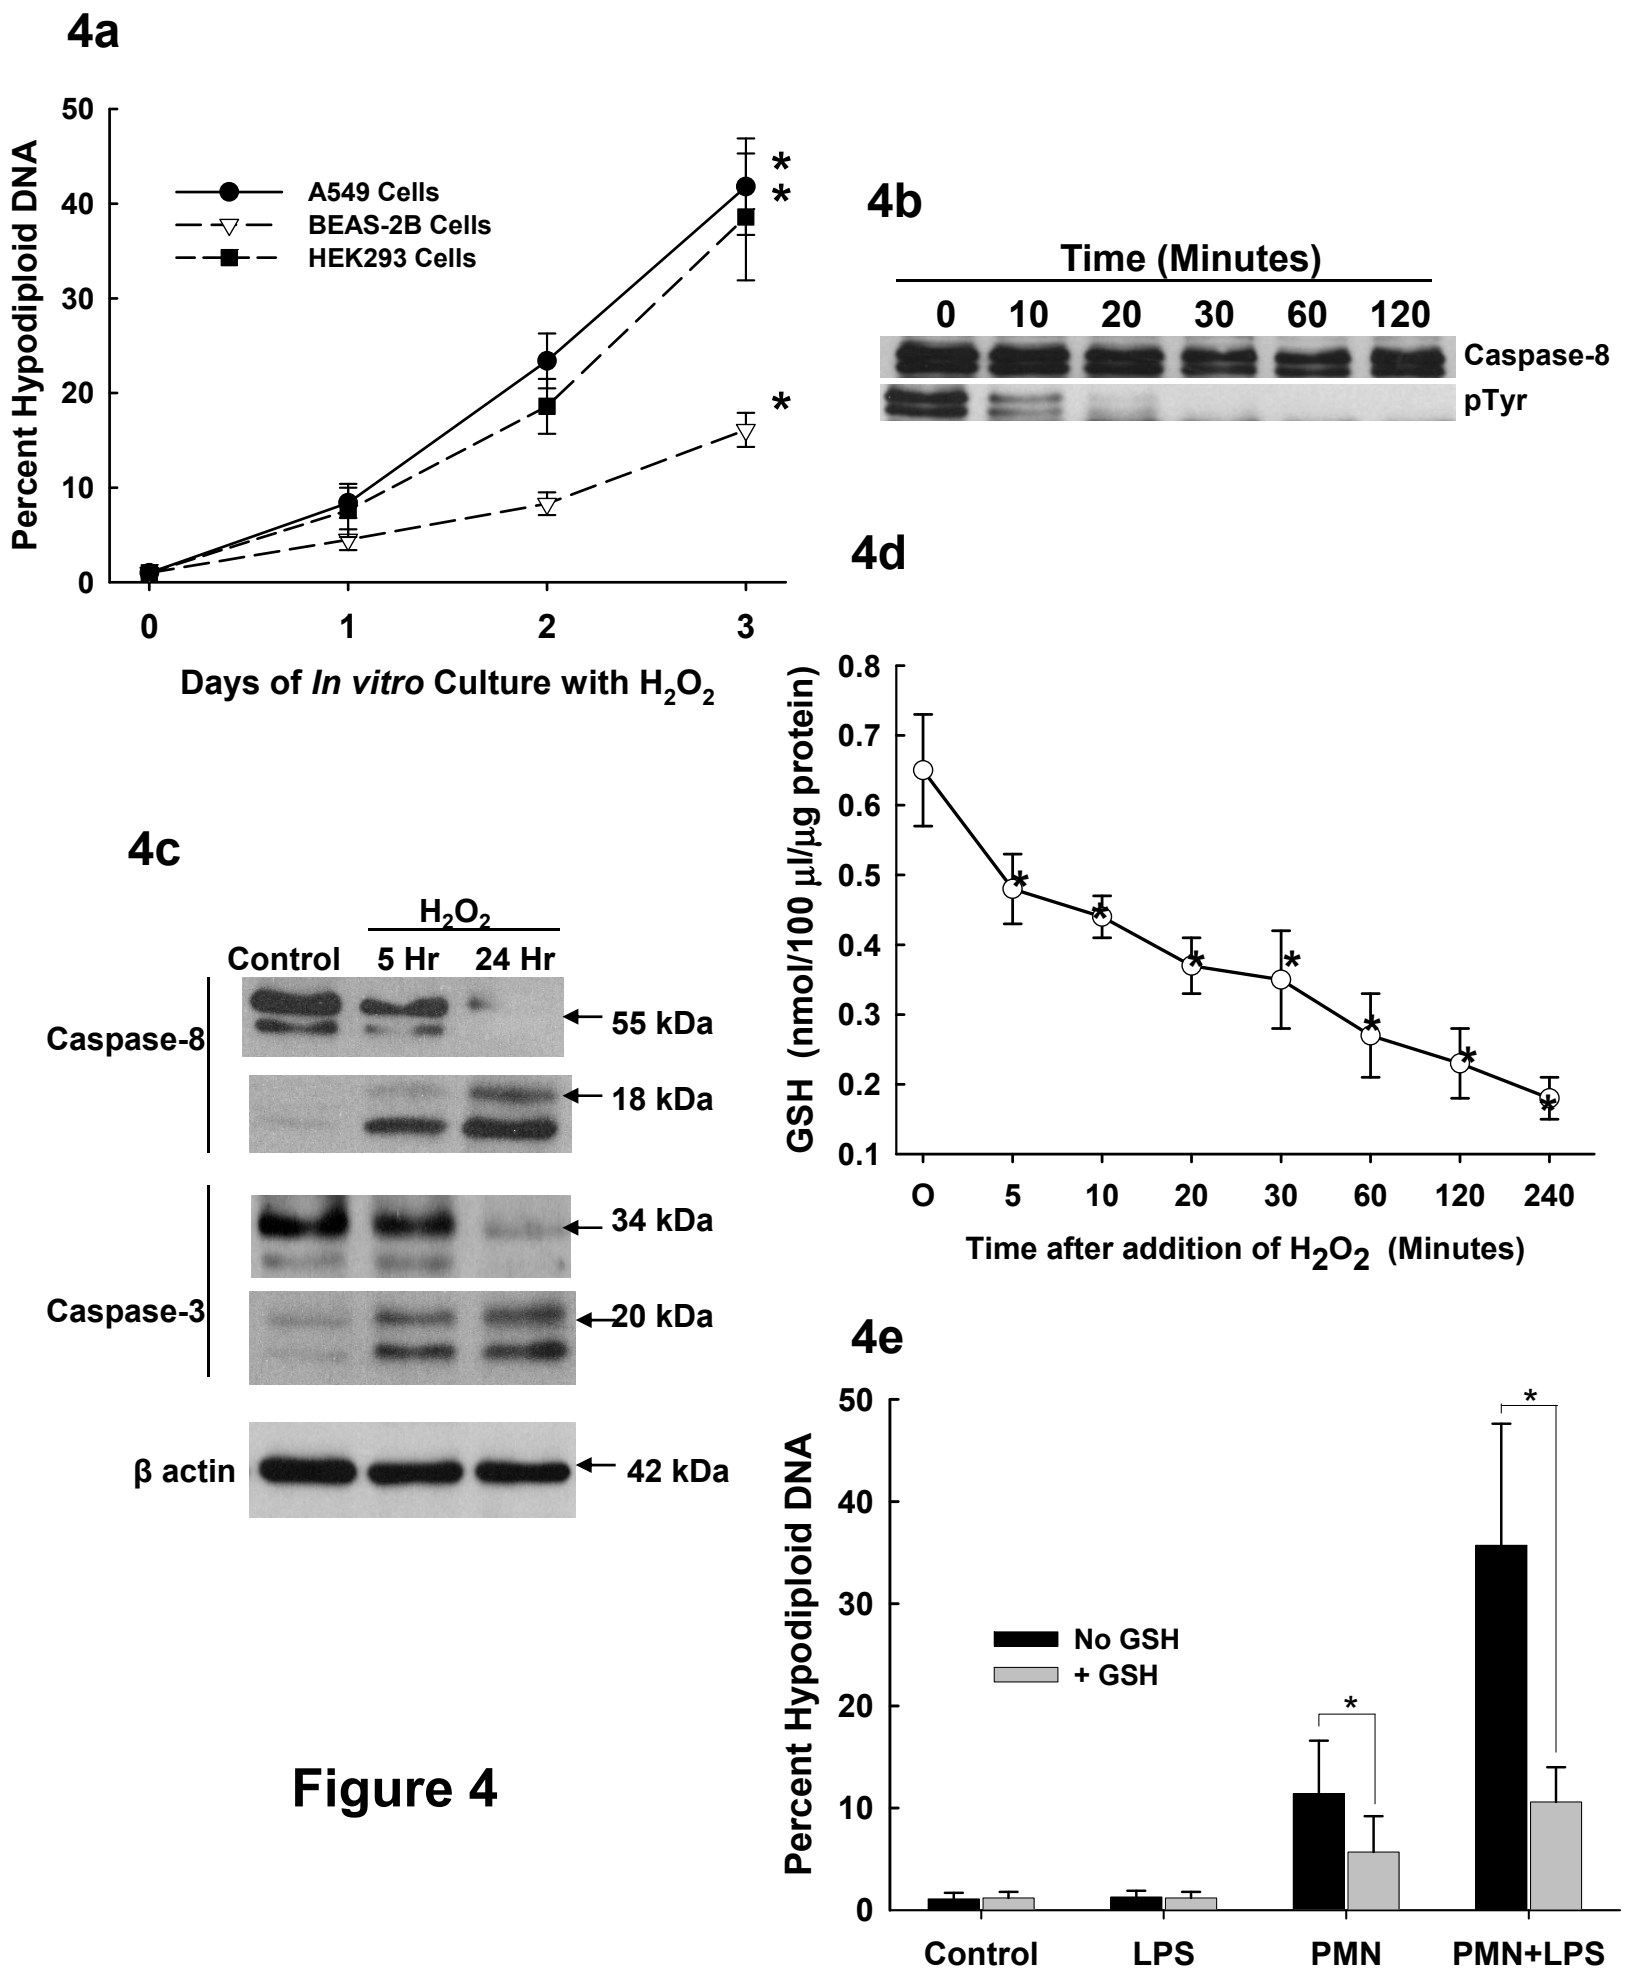 4a
Percent Hypodiploid DNA
50
40
30
20
10
0
A549 Cells
BEAS-2B Cells
HEK293 Cells
*
*
*
0 1 2 3
Days of In vitro Culture with H2O2
4b
Time (Minutes)
0 10 20 30 60 120
Caspase-8
pTyr
4c
H2O2
Control 5 Hr 24 Hr
Caspase-8
55 kDa
18 kDa
Caspase-3
34 kDa
20 kDa
β actin
42 kDa
4d
GSH (nmol/100 μl/μg protein)
0.8
0.7
0.6
0.5
0.4
0.3
0.2
0.1
* * * * * * *
O 5 10 20 30 60 120 240
Time after addition of H2O2 (Minutes)
4e
Percent Hypodiploid DNA
50
40
30
20
10
0
No GSH
+ GSH
*
*
Control LPS PMN PMN+LPS
Figure 4